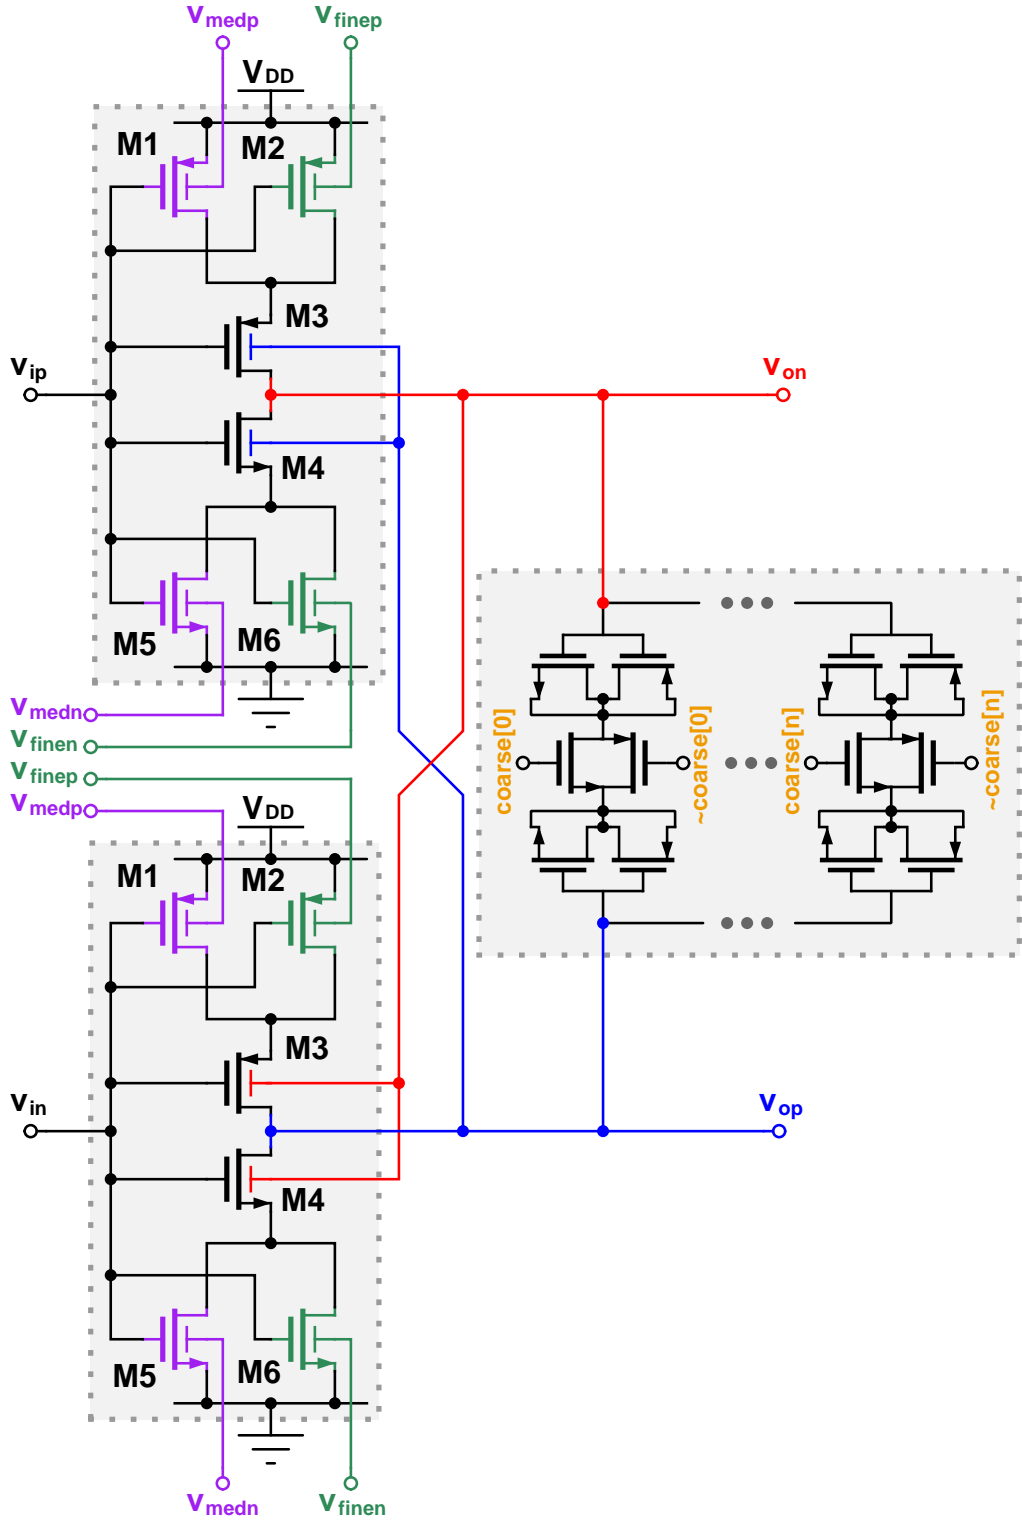 vmedp
vfinep
VDD
M1
M2
M3
vip
von
M4
M5
M6
vmedn
vfinen
coarse[0]
~coarse[0]
coarse[n]
~coarse[n]
vfinep
vmedp
VDD
M1
M2
M3
vin
vop
M4
M5
M6
vmedn
vfinen